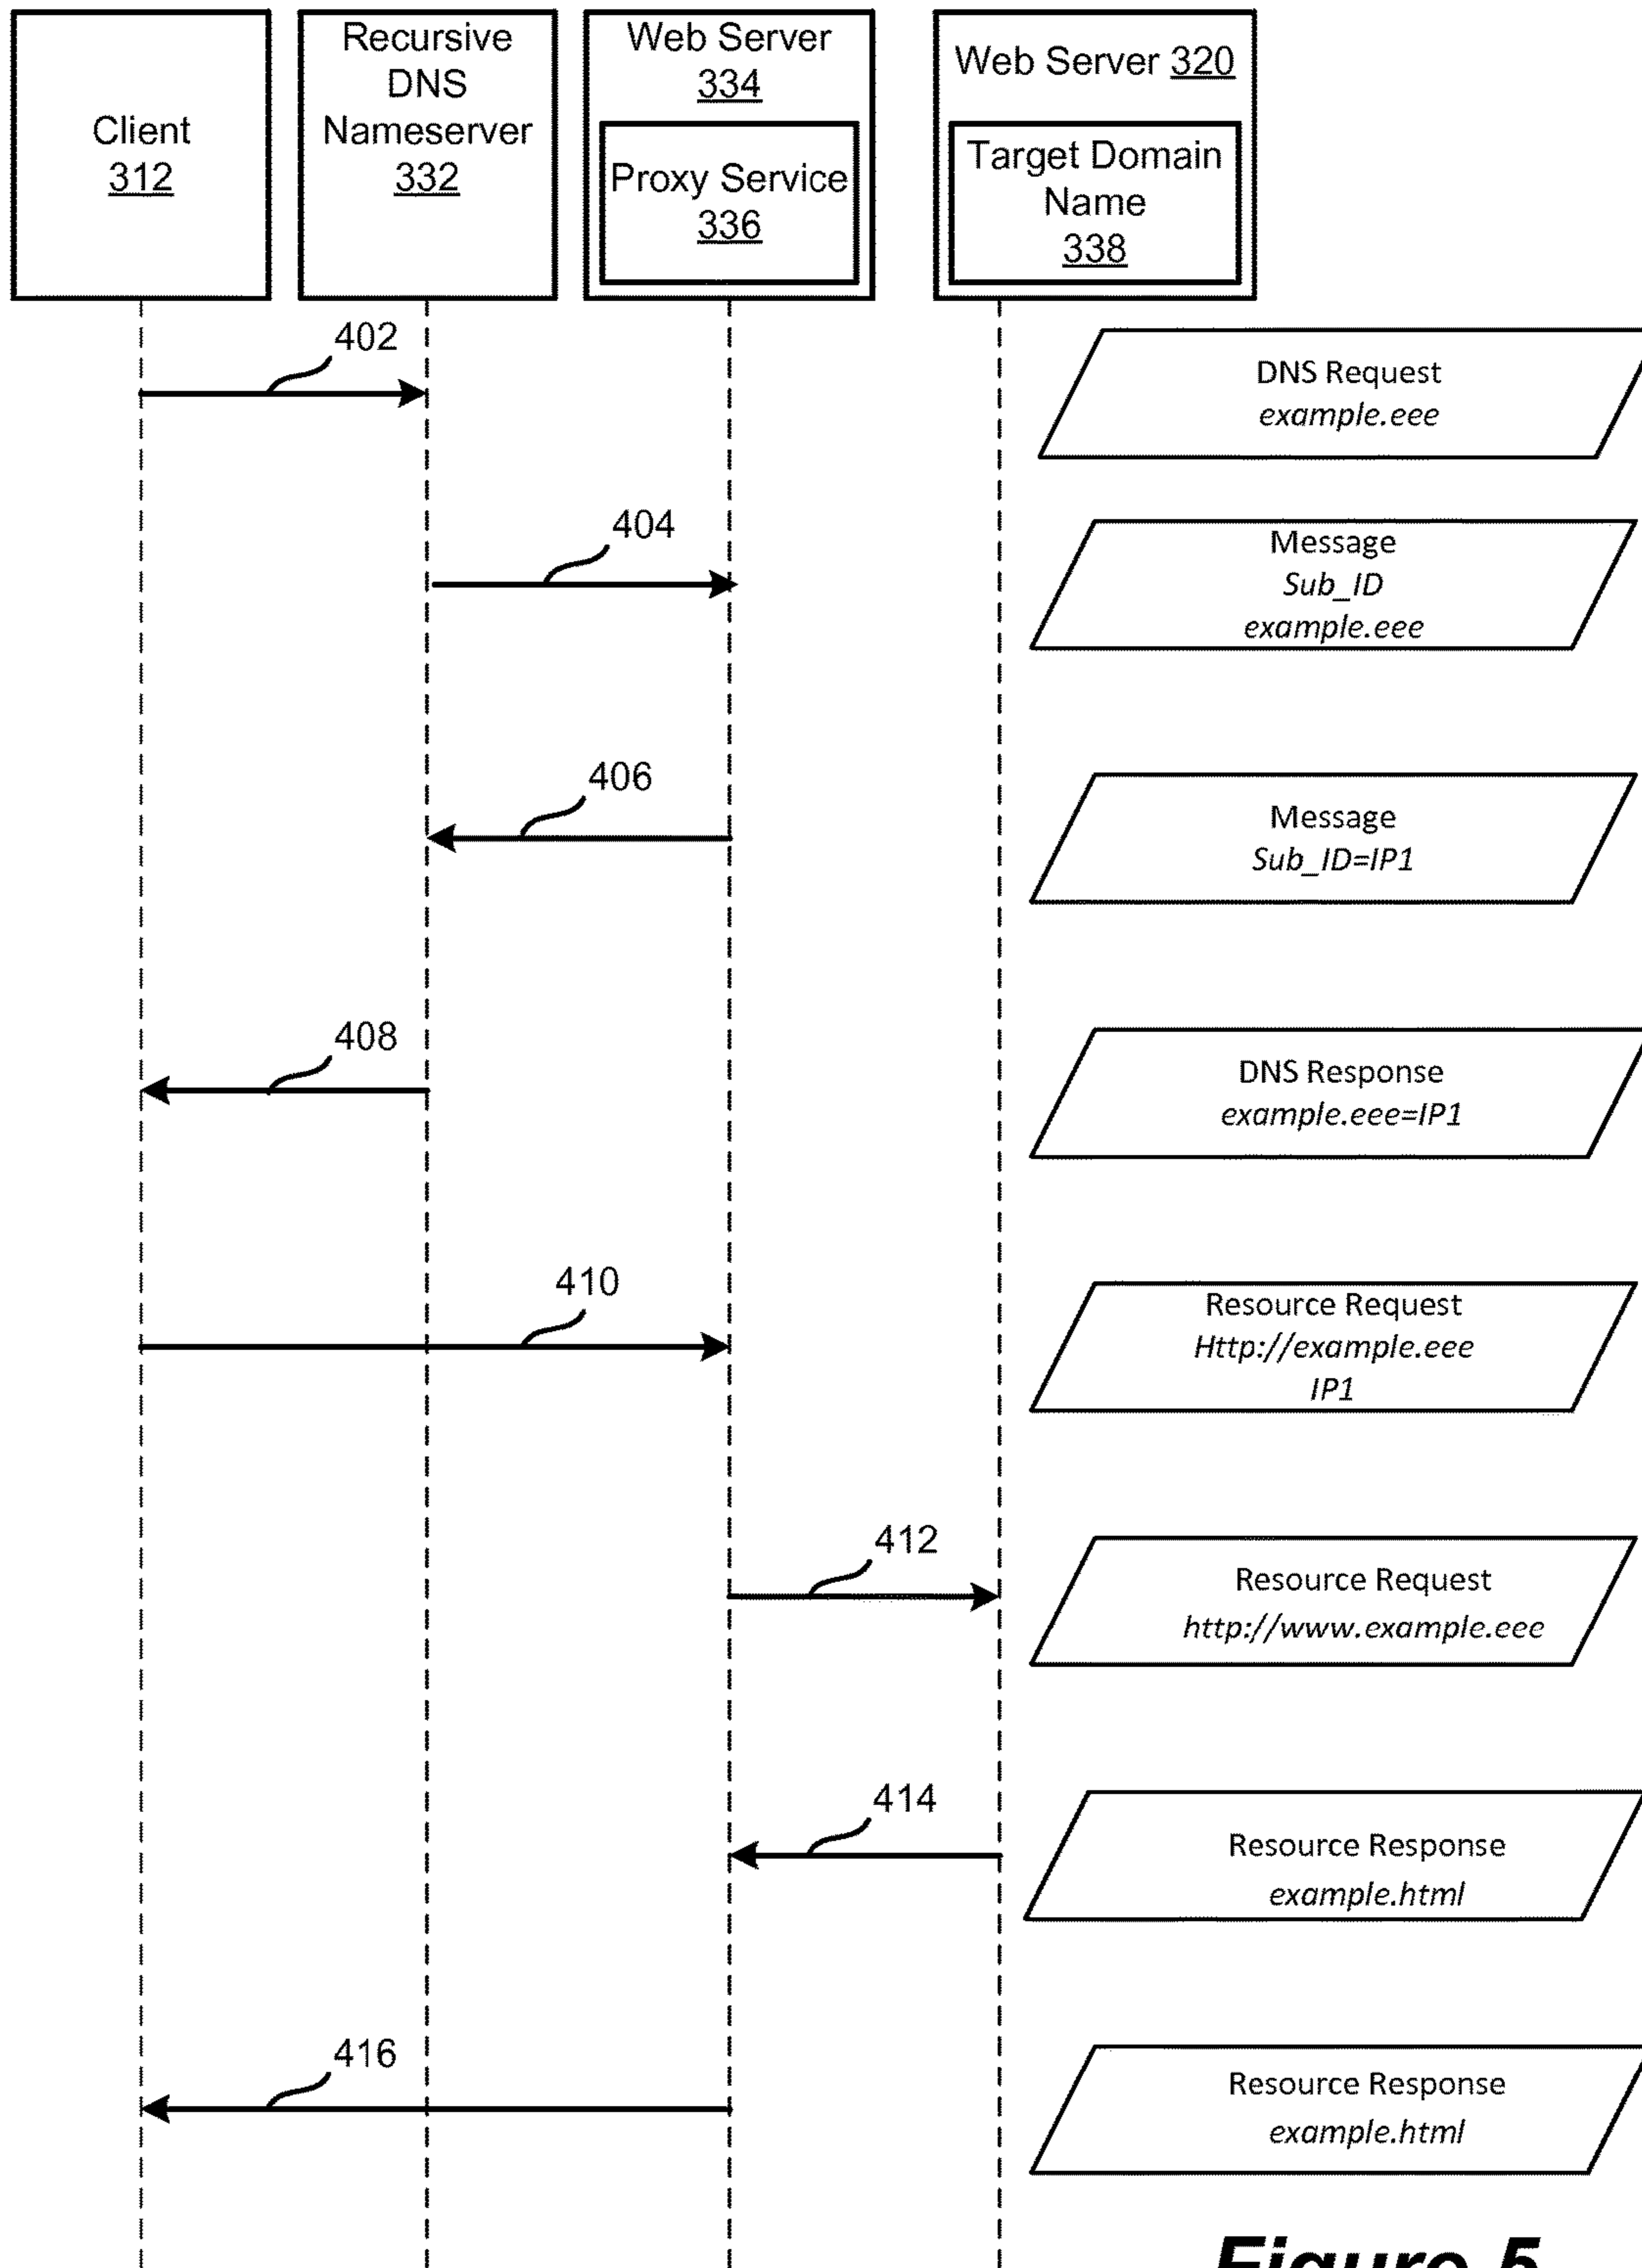 Client
312
Recursive
DNS
Nameserver
332
Web Server
334
Proxy Service
336
Web Server 320
Target Domain
Name
338
402
DNS Request
example.eee
404
Message
Sub_ID
example.eee
406
Message
Sub_ID=IP1
408
DNS Response
example.eee=IP1
410
Resource Request
Http://example.eee
IP1
412
Resource Request
http://www.example.eee
414
Resource Response
example.html
416
Resource Response
example.html
Figure 5